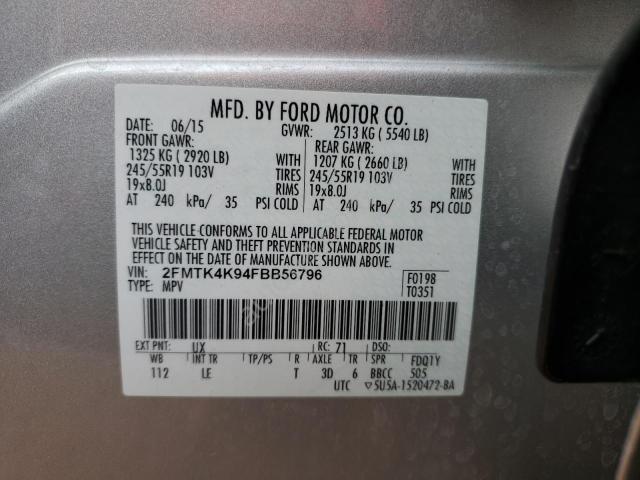 MFD. BY FORD MOTOR CO.
DATE: 06/15 GVWR: 2513 KG ( 5540 LB)
FRONT GAWR: REAR GAWR:
1325 KG ( 2920 LB) WITH 1207 KG ( 2660 LB) WITH
245/55R19 103V TIRES 245/55R19 103V TIRES
19x8.0J RIMS 19x8.0J RIMS
AT 240 kPa/ 35 PSI COLD AT 240 kPa/ 35 PSI COLD
THIS VEHICLE CONFORMS TO ALL APPLICABLE FEDERAL MOTOR
VEHICLE SAFETY AND THEFT PREVENTION STANDARDS IN
EFFECT ON THE DATE OF MANUFACTURE SHOWN ABOVE.
VIN: 2FMTK4K94FBB56796 F0198
TYPE: MPV T0351
EXT PNT: UX RC: 71 DSO:
WB INT TR TP/PS R AXLE TR SPR FDQ1Y
112 LE T 3D 6 BBCC 505
UTC ▽5U5A-1520472-BA